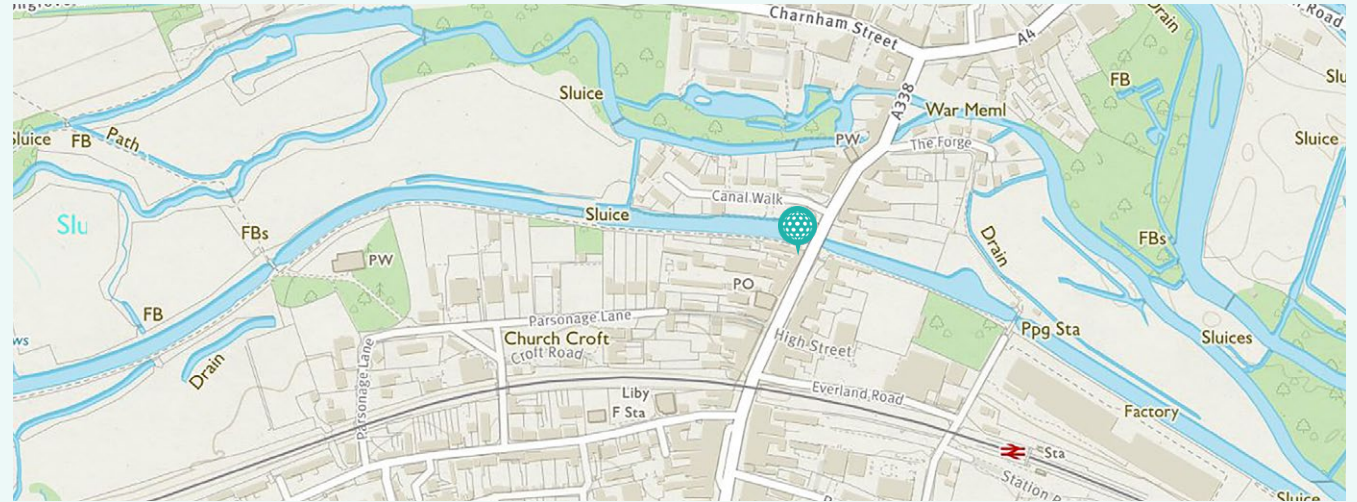 Charnham Street
A4
Drain
Road
A338
FB
Sluice
War Meml
Sluice
Sluice
FB
Path
PW
The Forge
Canal Walk
Sluice
Slu
FBs
Drain
FBs
PW
PO
FB
Parsonage Lane
Ppg Sta
Church Croft
High Street
Sluices
Croft Road
Drain
Parsonage Lane
Everland Road
Liby
F Sta
Factory
Sta
Station R
Sluice